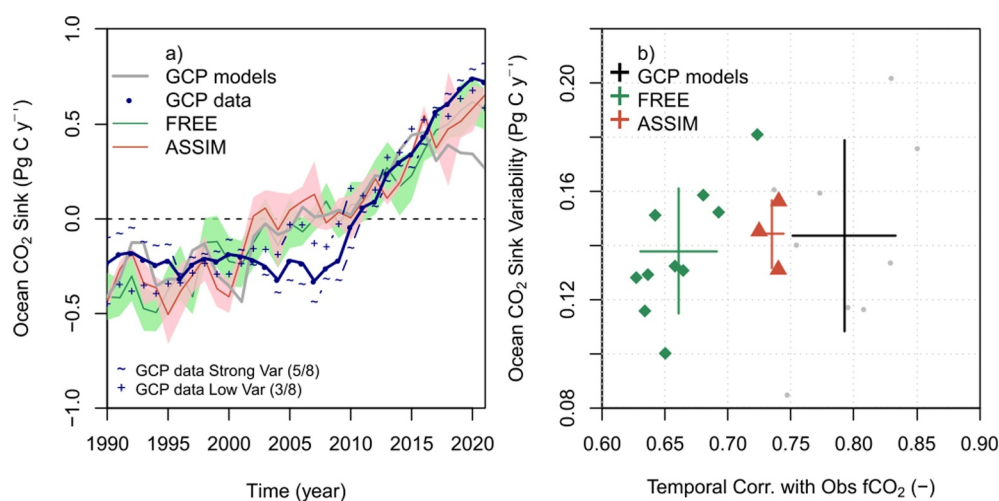 a)
GCP models
GCP data
FREE
ASSIM
~ GCP data Strong Var (5/8)
+ GCP data Low Var (3/8)
Ocean CO₂ Sink (Pg C y⁻¹)
1.0
0.5
0.0
−0.5
−1.0
1990 1995 2000 2005 2010 2015 2020
Time (year)
b)
GCP models
FREE
ASSIM
Ocean CO₂ Sink Variability (Pg C y⁻¹)
0.20
0.16
0.12
0.08
0.60 0.65 0.70 0.75 0.80 0.85 0.90
Temporal Corr. with Obs fCO₂ (−)